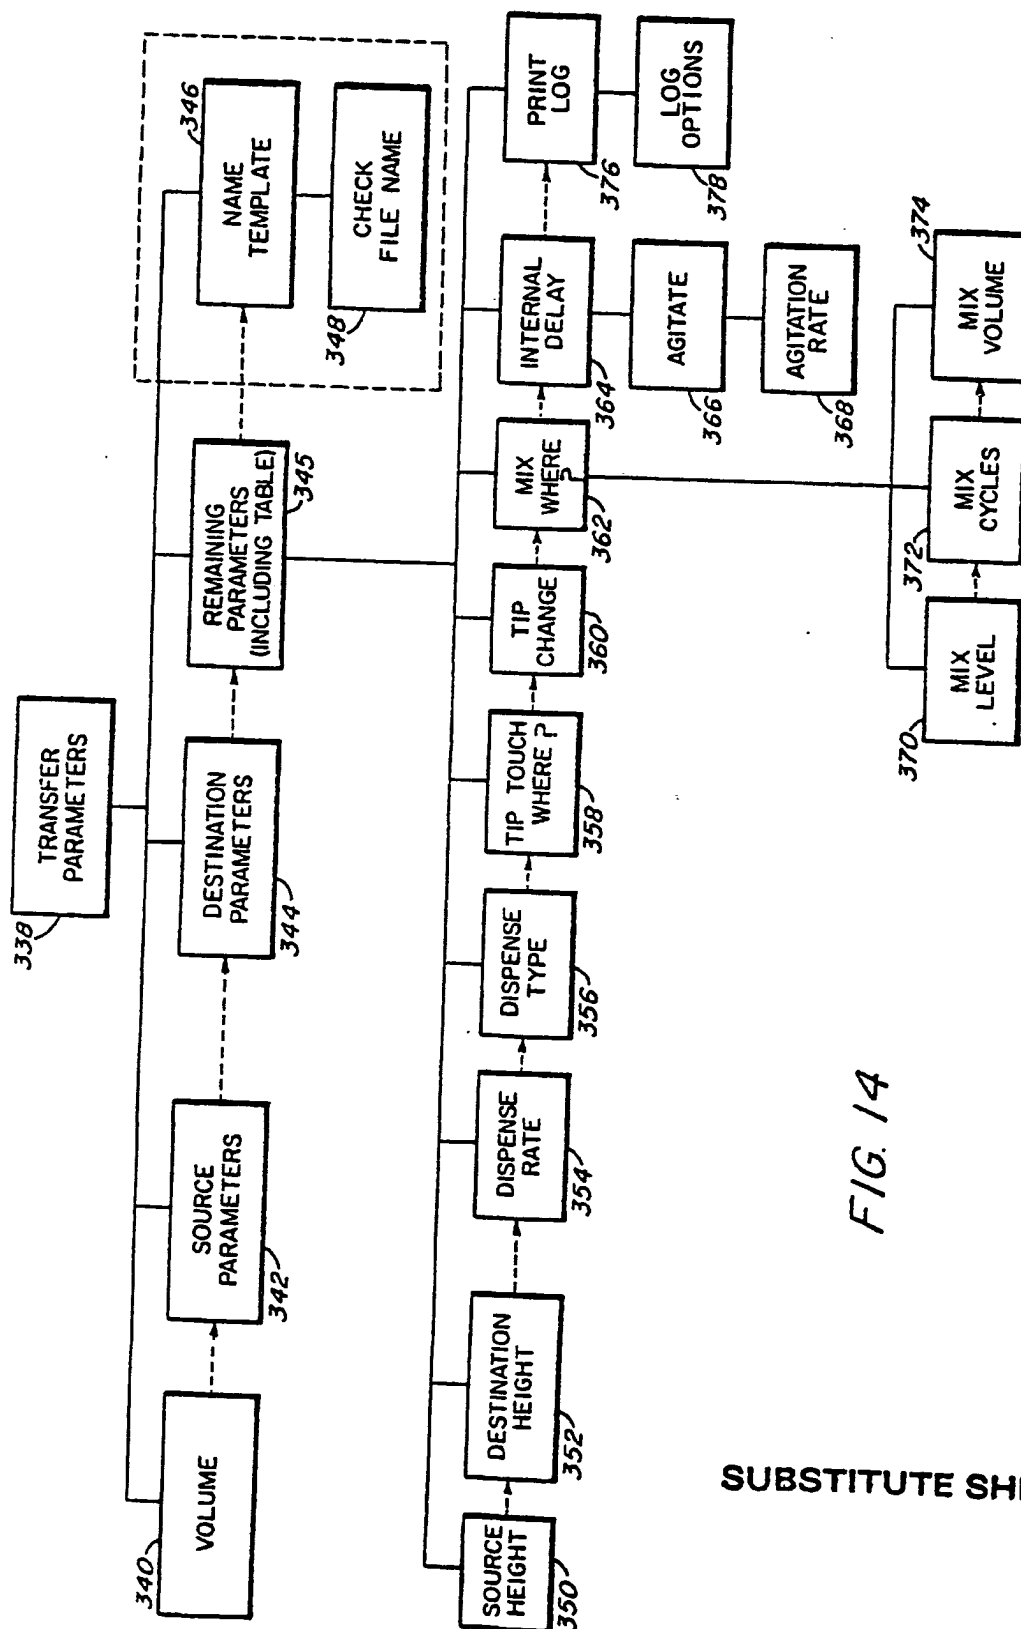 338
TRANSFER
PARAMETERS
340
VOLUME
SOURCE
PARAMETERS
342
DESTINATION
PARAMETERS
344
REMAINING
PARAMETERS
(INCLUDING TABLE)
345
346
NAME
TEMPLATE
CHECK
FILE NAME
348
SOURCE
HEIGHT
350
DESTINATION
HEIGHT
352
DISPENSE
RATE
354
DISPENSE
TYPE
356
TIP TOUCH
WHERE ?
358
TIP
CHANGE
360
MIX
WHERE?
362
INTERNAL
DELAY
364
PRINT
LOG
376
AGITATE
366
AGITATION
RATE
368
LOG
OPTIONS
378
MIX
LEVEL
370
MIX
CYCLES
372
MIX
VOLUME
374
FIG. 14
SUBSTITUTE